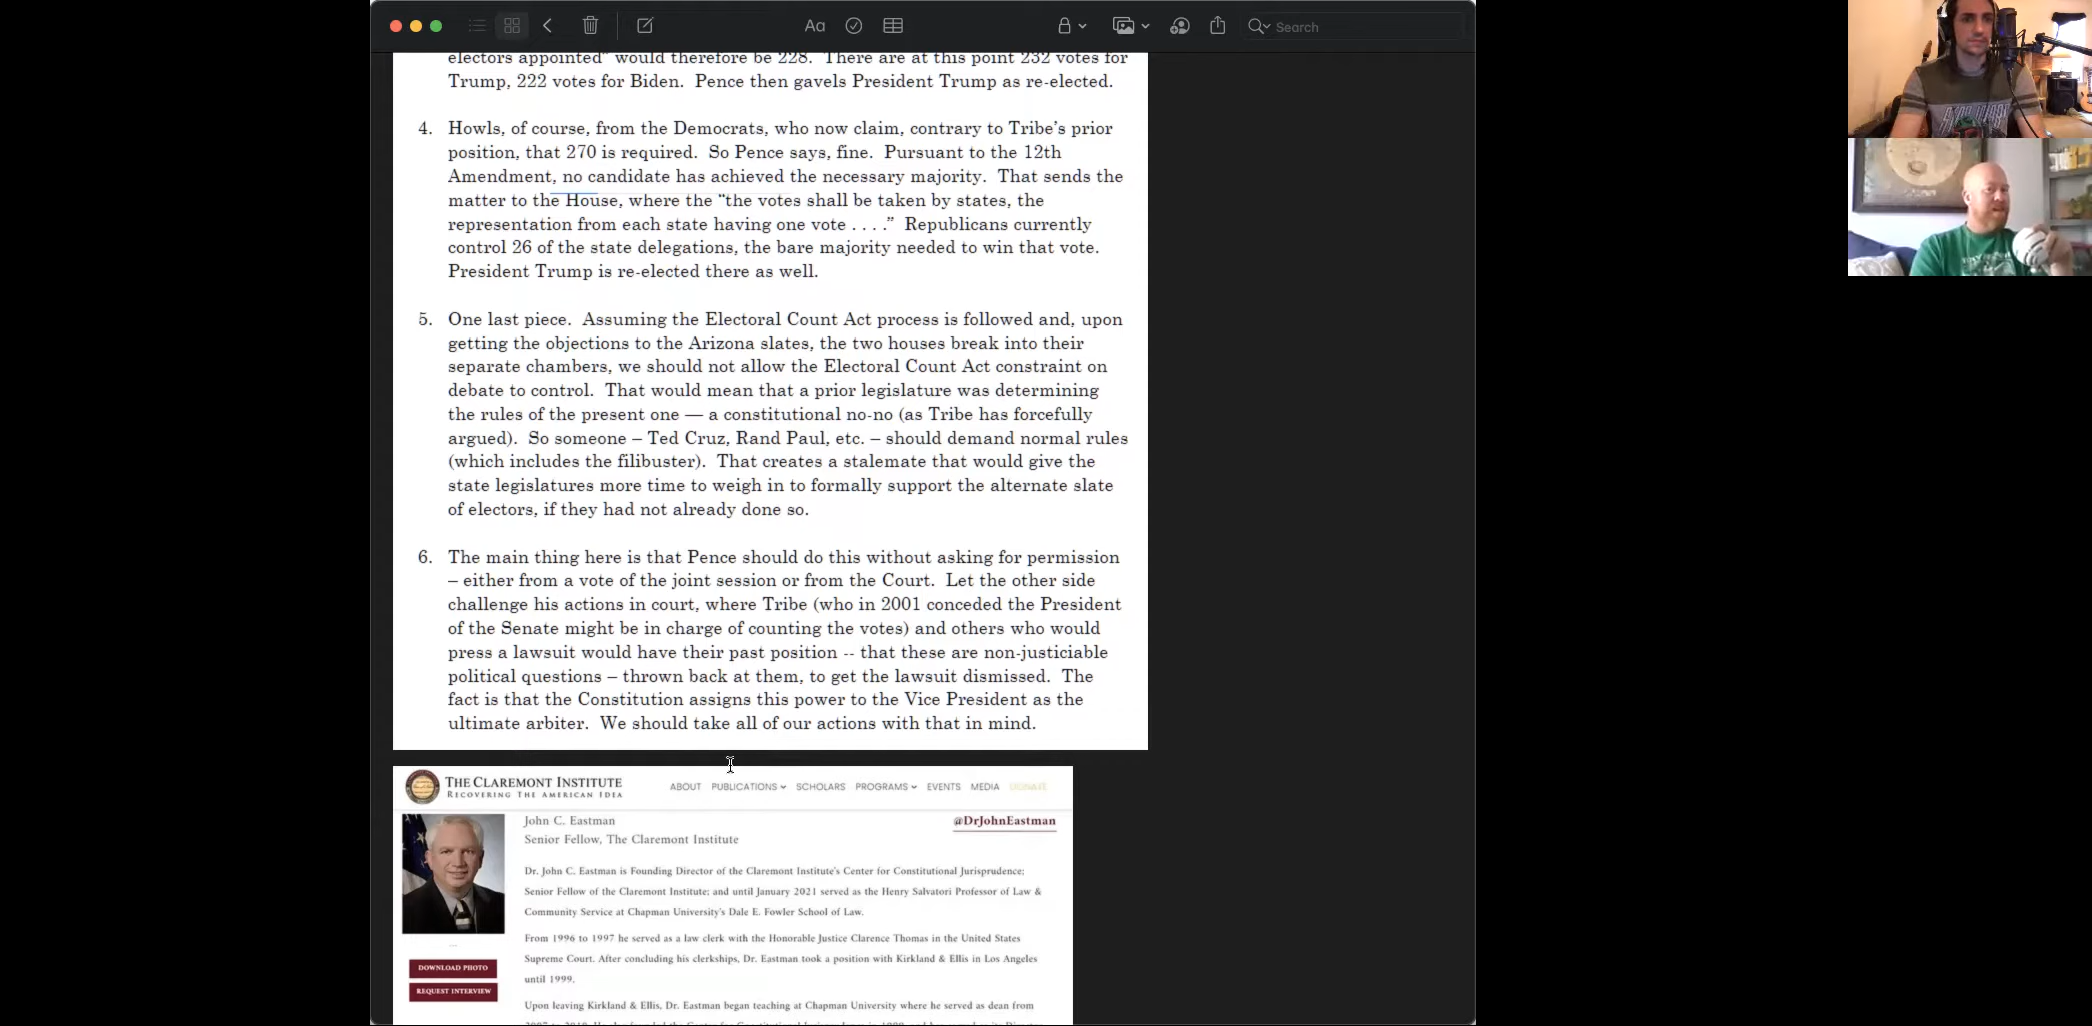 Aa
Search
electors appointed” would therefore be 228.  There are at this point 232 votes for
Trump, 222 votes for Biden.  Pence then gavels President Trump as re-elected.
4. Howls, of course, from the Democrats, who now claim, contrary to Tribe’s prior
position, that 270 is required.  So Pence says, fine.  Pursuant to the 12th
Amendment, no candidate has achieved the necessary majority.  That sends the
matter to the House, where the “the votes shall be taken by states, the
representation from each state having one vote . . . .”  Republicans currently
control 26 of the state delegations, the bare majority needed to win that vote.
President Trump is re-elected there as well.
5. One last piece.  Assuming the Electoral Count Act process is followed and, upon
getting the objections to the Arizona slates, the two houses break into their
separate chambers, we should not allow the Electoral Count Act constraint on
debate to control.  That would mean that a prior legislature was determining
the rules of the present one — a constitutional no-no (as Tribe has forcefully
argued).  So someone – Ted Cruz, Rand Paul, etc. – should demand normal rules
(which includes the filibuster).  That creates a stalemate that would give the
state legislatures more time to weigh in to formally support the alternate slate
of electors, if they had not already done so.
6. The main thing here is that Pence should do this without asking for permission
– either from a vote of the joint session or from the Court.  Let the other side
challenge his actions in court, where Tribe (who in 2001 conceded the President
of the Senate might be in charge of counting the votes) and others who would
press a lawsuit would have their past position -- that these are non-justiciable
political questions – thrown back at them, to get the lawsuit dismissed.  The
fact is that the Constitution assigns this power to the Vice President as the
ultimate arbiter.  We should take all of our actions with that in mind.
THE CLAREMONT INSTITUTE
RECOVERING THE AMERICAN IDEA
ABOUT PUBLICATIONS SCHOLARS PROGRAMS EVENTS MEDIA DONATE
John C. Eastman
@DrJohnEastman
Senior Fellow, The Claremont Institute
Dr. John C. Eastman is Founding Director of the Claremont Institute's Center for Constitutional Jurisprudence;
Senior Fellow of the Claremont Institute; and until January 2021 served as the Henry Salvatori Professor of Law &
Community Service at Chapman University's Dale E. Fowler School of Law.
From 1996 to 1997 he served as a law clerk with the Honorable Justice Clarence Thomas in the United States
Supreme Court. After concluding his clerkships, Dr. Eastman took a position with Kirkland & Ellis in Los Angeles
until 1999.
DOWNLOAD PHOTO
REQUEST INTERVIEW
Upon leaving Kirkland & Ellis, Dr. Eastman began teaching at Chapman University where he served as dean from